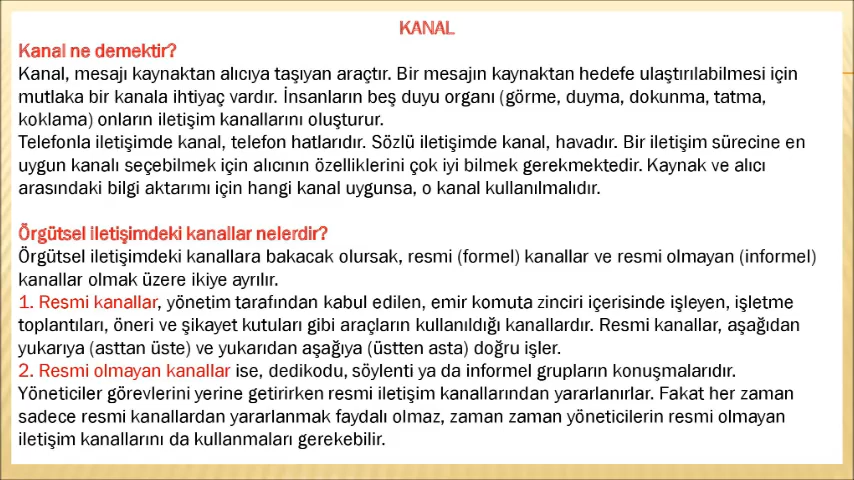 KANAL
Kanal ne demektir?
Kanal, mesajı kaynaktan alıcıya taşıyan araçtır. Bir mesajın kaynaktan hedefe ulaştırılabilmesi için
mutlaka bir kanala ihtiyaç vardır. İnsanların beş duyu organı (görme, duyma, dokunma, tatma,
koklama) onların iletişim kanallarını oluşturur.
Telefonla iletişimde kanal, telefon hatlarıdır. Sözlü iletişimde kanal, havadır. Bir iletişim sürecine en
uygun kanalı seçebilmek için alıcının özelliklerini çok iyi bilmek gerekmektedir. Kaynak ve alıcı
arasındaki bilgi aktarımı için hangi kanal uygunsa, o kanal kullanılmalıdır.
Örgütsel iletişimdeki kanallar nelerdir?
Örgütsel iletişimdeki kanallara bakacak olursak, resmi (formel) kanallar ve resmi olmayan (informel)
kanallar olmak üzere ikiye ayrılır.
1. Resmi kanallar, yönetim tarafından kabul edilen, emir komuta zinciri içerisinde işleyen, işletme
toplantıları, öneri ve şikayet kutuları gibi araçların kullanıldığı kanallardır. Resmi kanallar, aşağıdan
yukarıya (asttan üste) ve yukarıdan aşağıya (üstten asta) doğru işler.
2. Resmi olmayan kanallar ise, dedikodu, söylenti ya da informel grupların konuşmalarıdır.
Yöneticiler görevlerini yerine getirirken resmi iletişim kanallarından yararlanırlar. Fakat her zaman
sadece resmi kanallardan yararlanmak faydalı olmaz, zaman zaman yöneticilerin resmi olmayan
iletişim kanallarını da kullanmaları gerekebilir.